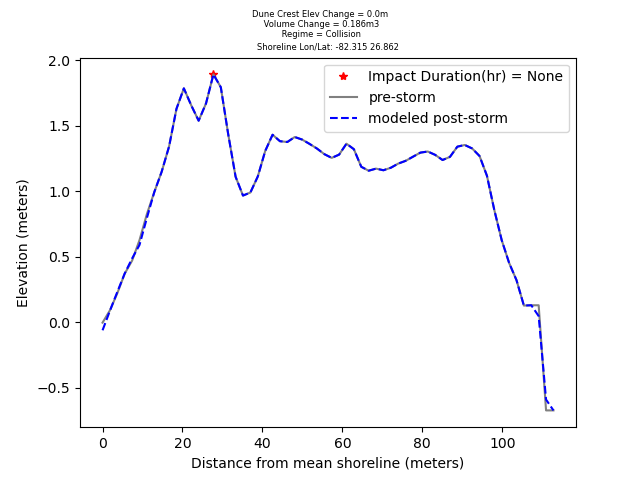 Dune Crest Elev Change = 0.0m
Volume Change = 0.186m3
Regime = Collision
Shoreline Lon/Lat: -82.315 26.862
Impact Duration(hr) = None
pre-storm
modeled post-storm
2.0
1.5
1.0
0.5
0.0
−0.5
Elevation (meters)
0 20 40 60 80 100
Distance from mean shoreline (meters)